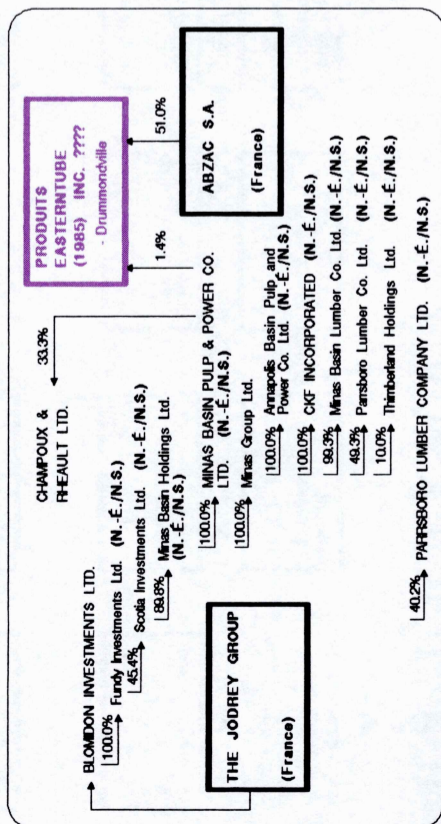 PRODUITS
EASTERNTUBE
(1985) INC. ????
- Drummondville
51.0%
ABZAC S.A.
(France)
1.4%
CHAMPOUX &
RHEAULT LTD.
33.3%
BLOMIDON INVESTMENTS LTD.
100.0%
Fundy Investments Ltd. (N.-É./N.S.)
45.4%
Scotia Investments Ltd. (N.-É./N.S.)
89.8%
Minas Basin Holdings Ltd.
(N.-É./N.S.)
100.0%
MINAS BASIN PULP & POWER CO.
LTD. (N.-É./N.S.)
100.0%
Minas Group Ltd.
100.0%
Annapolis Basin Pulp and
Power Co. Ltd. (N.-É./N.S.)
100.0%
CKF INCORPORATED (N.-É./N.S.)
99.3%
Minas Basin Lumber Co. Ltd. (N.-É./N.S.)
49.3%
Parrsboro Lumber Co. Ltd. (N.-É./N.S.)
10.0%
Thimberland Holdings Ltd. (N.-É./N.S.)
THE JODREY GROUP
(France)
40.2%
PARRSBORO LUMBER COMPANY LTD. (N.-É./N.S.)